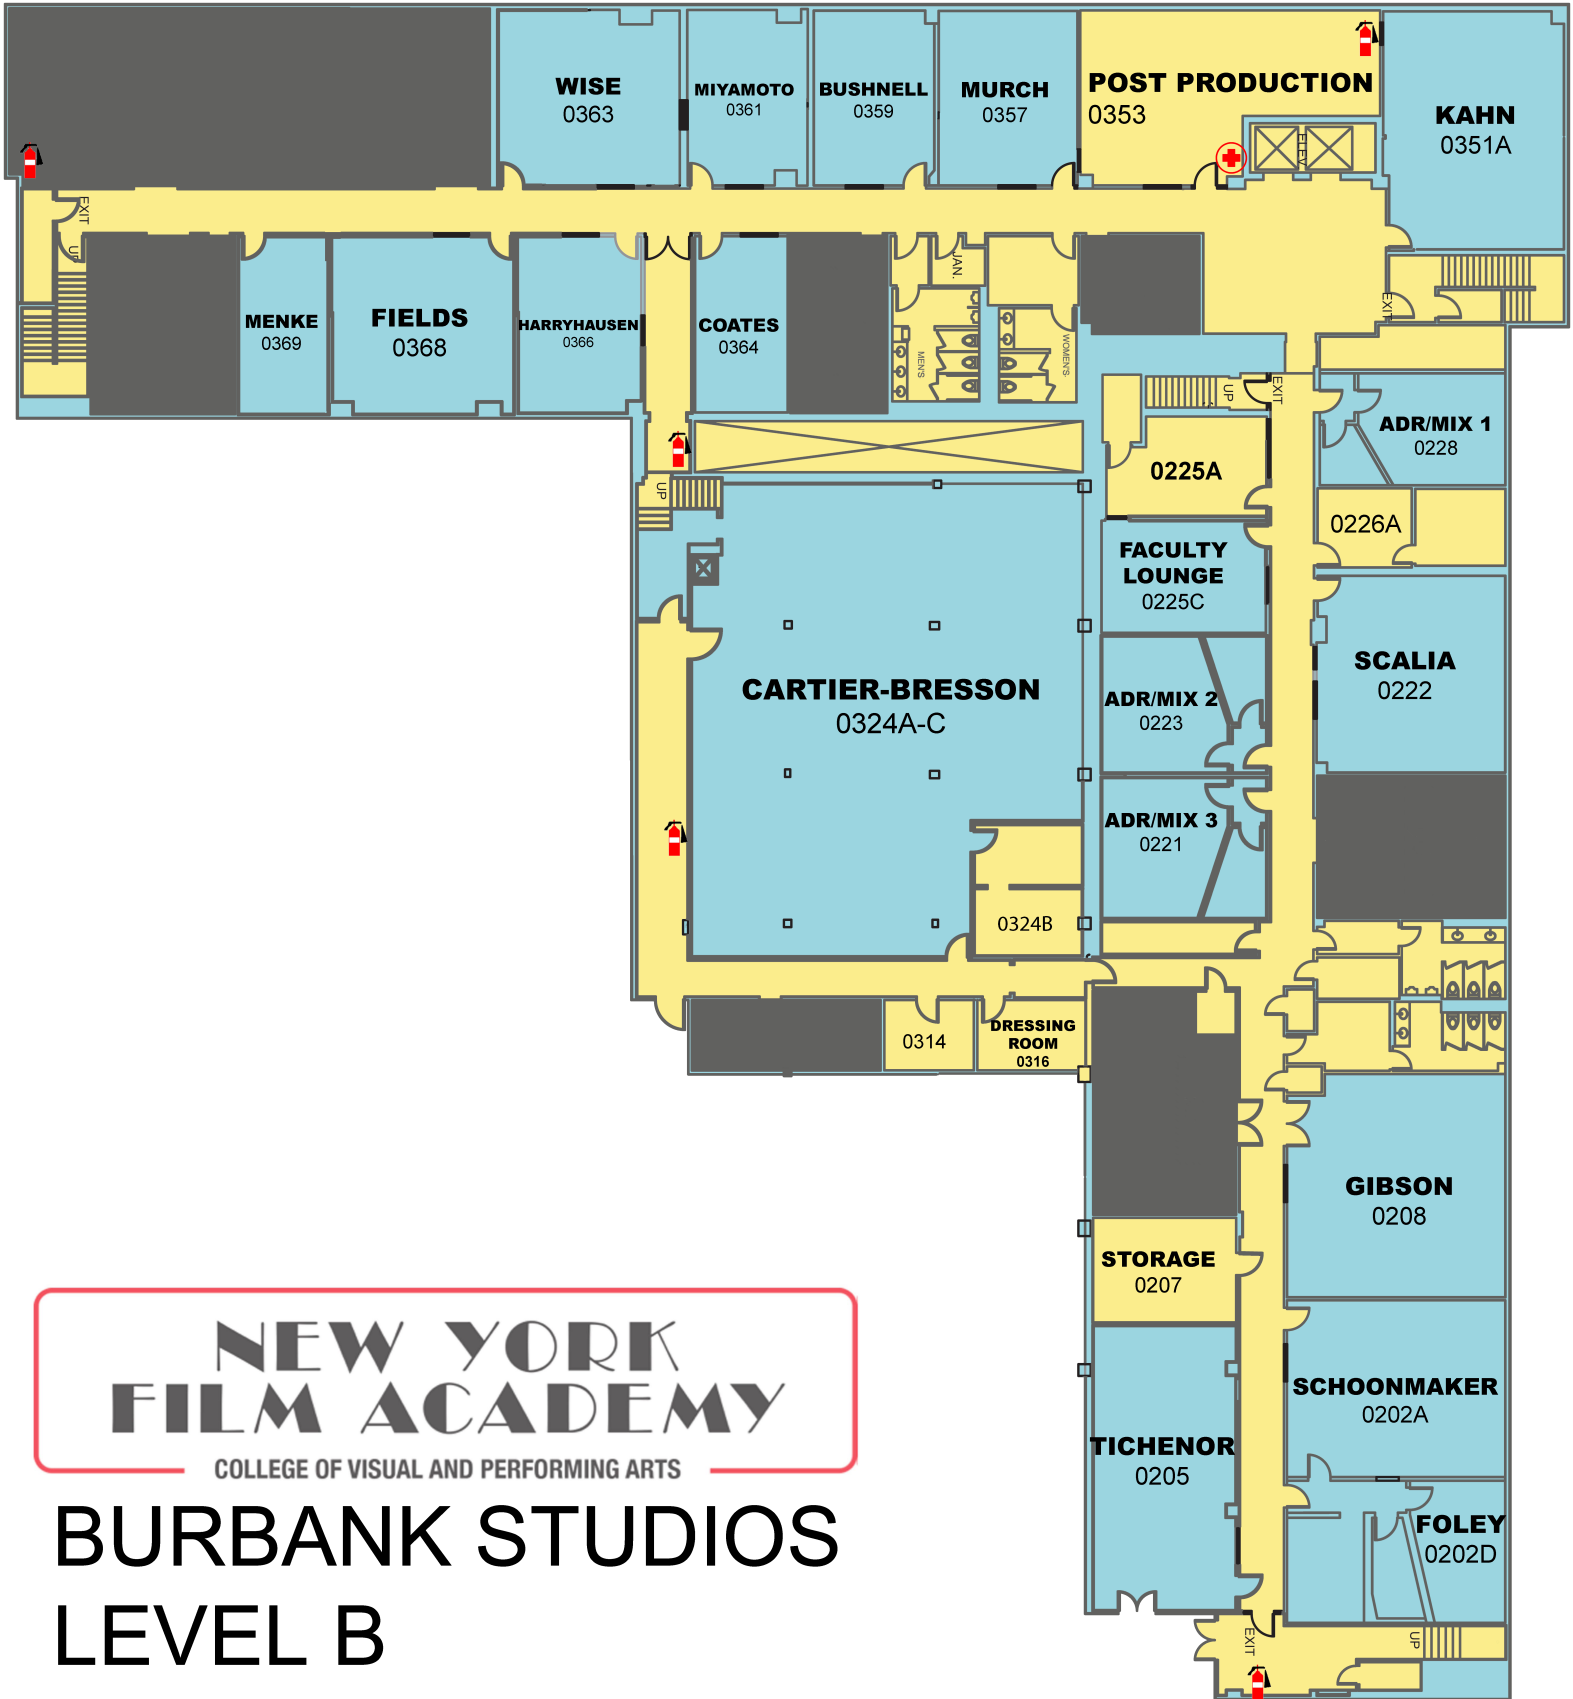 WISE
0363
MIYAMOTO
0361
BUSHNELL
0359
MURCH
0357
POST PRODUCTION
0353
ELEV
KAHN
0351A
EXIT
UP
MENKE
0369
FIELDS
0368
HARRYHAUSEN
0366
COATES
0364
JAN.
MEN'S
WOMEN'S
EXIT
UP
EXIT
ADR/MIX 1
0228
0225A
0226A
UP
FACULTY
LOUNGE
0225C
SCALIA
0222
CARTIER-BRESSON
0324A-C
ADR/MIX 2
0223
ADR/MIX 3
0221
0324B
0314
DRESSING
ROOM
0316
GIBSON
0208
STORAGE
0207
SCHOONMAKER
0202A
TICHENOR
0205
FOLEY
0202D
EXIT
UP
NEW YORK
FILM ACADEMY
COLLEGE OF VISUAL AND PERFORMING ARTS
BURBANK STUDIOS
LEVEL B